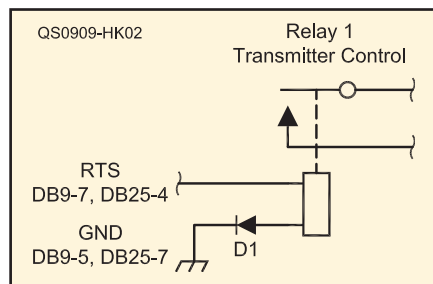 QS0909-HK02
Relay 1
Transmitter Control
RTS
DB9-7, DB25-4
GND
DB9-5, DB25-7
D1